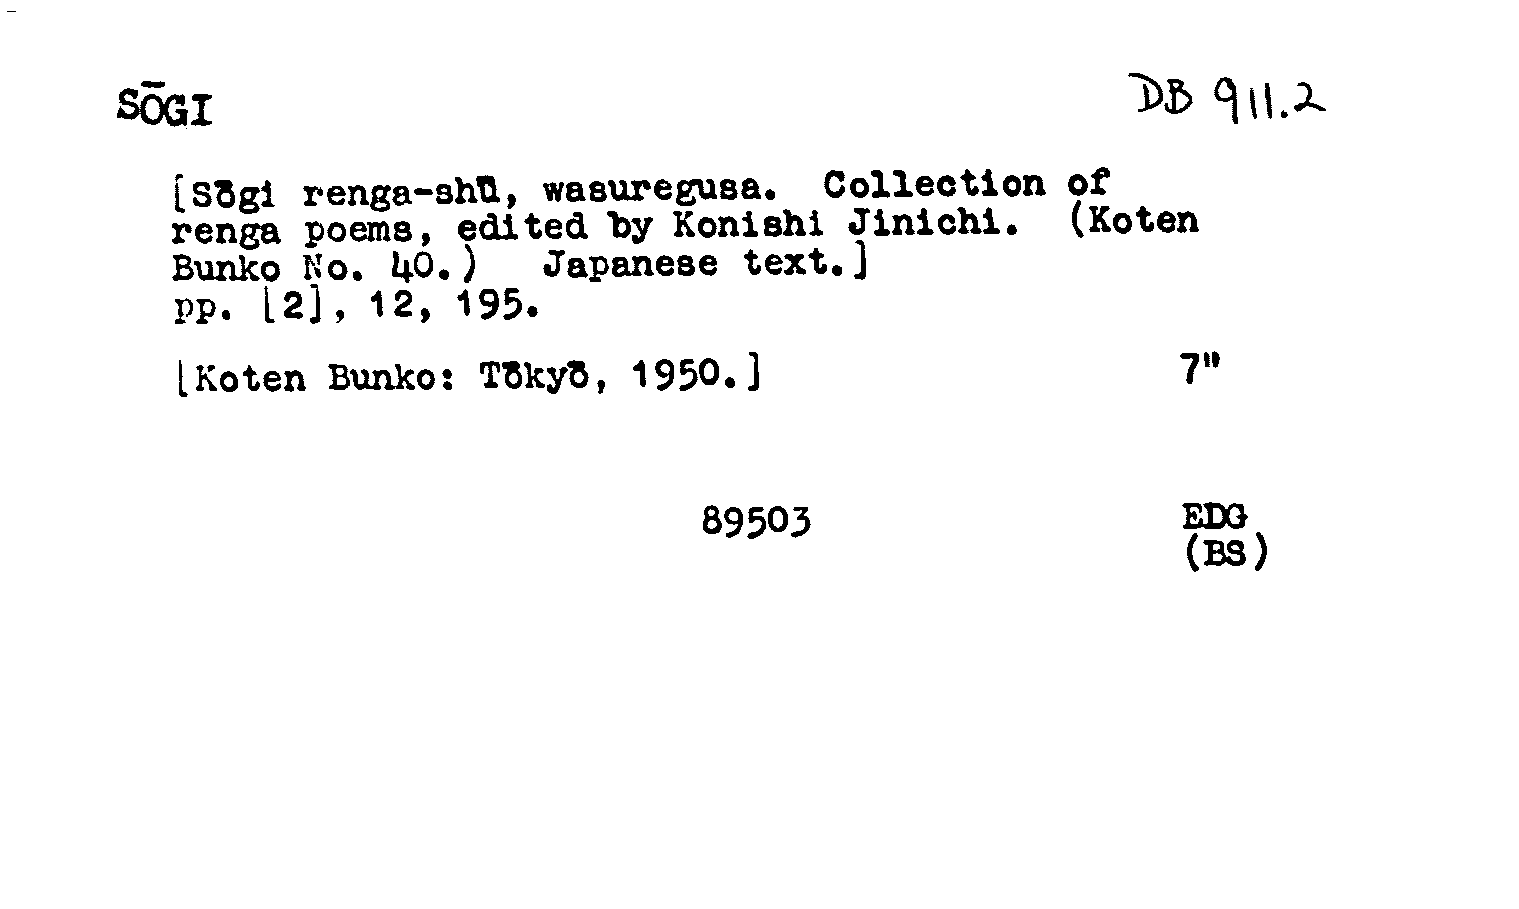 SŌGI DB 911.2
[Sōgi renga-shū, wasuregusa. Collection of
renga poems, edited by Konishi Jinichi. (Koten
Bunko No. 40.) Japanese text.]
pp. [2], 12, 195.
[Koten Bunko: Tōkyō, 1950.] 7"
89503 EDG
(BS)